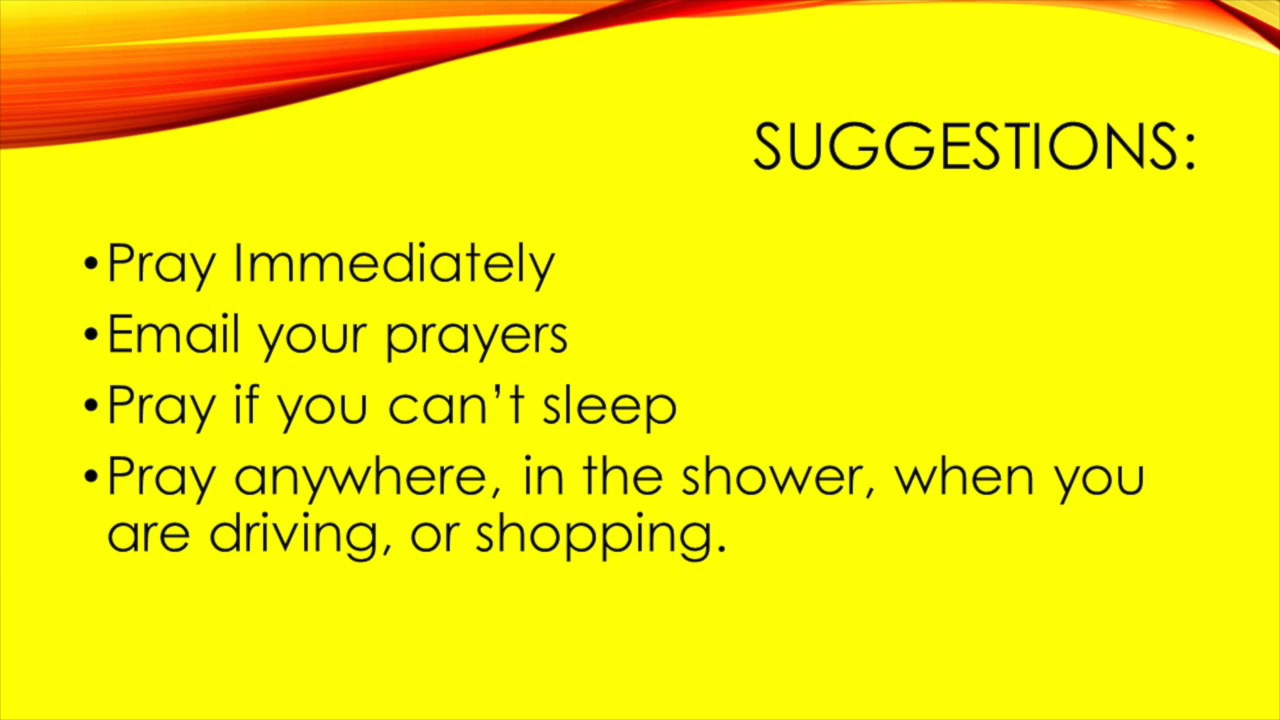 SUGGESTIONS:
•Pray Immediately
•Email your prayers
•Pray if you can’t sleep
•Pray anywhere, in the shower, when you
are driving, or shopping.